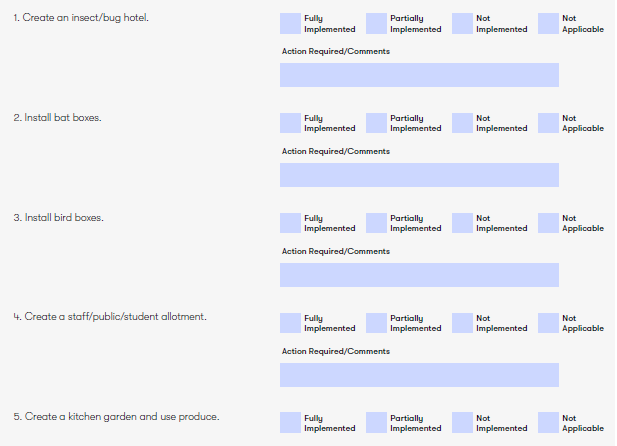 1. Create an insect/bug hotel.
Fully Implemented
Partially Implemented
Not Implemented
Not Applicable
Action Required/Comments
2. Install bat boxes.
Fully Implemented
Partially Implemented
Not Implemented
Not Applicable
Action Required/Comments
3. Install bird boxes.
Fully Implemented
Partially Implemented
Not Implemented
Not Applicable
Action Required/Comments
4. Create a staff/public/student allotment.
Fully Implemented
Partially Implemented
Not Implemented
Not Applicable
Action Required/Comments
5. Create a kitchen garden and use produce.
Fully Implemented
Partially Implemented
Not Implemented
Not Applicable